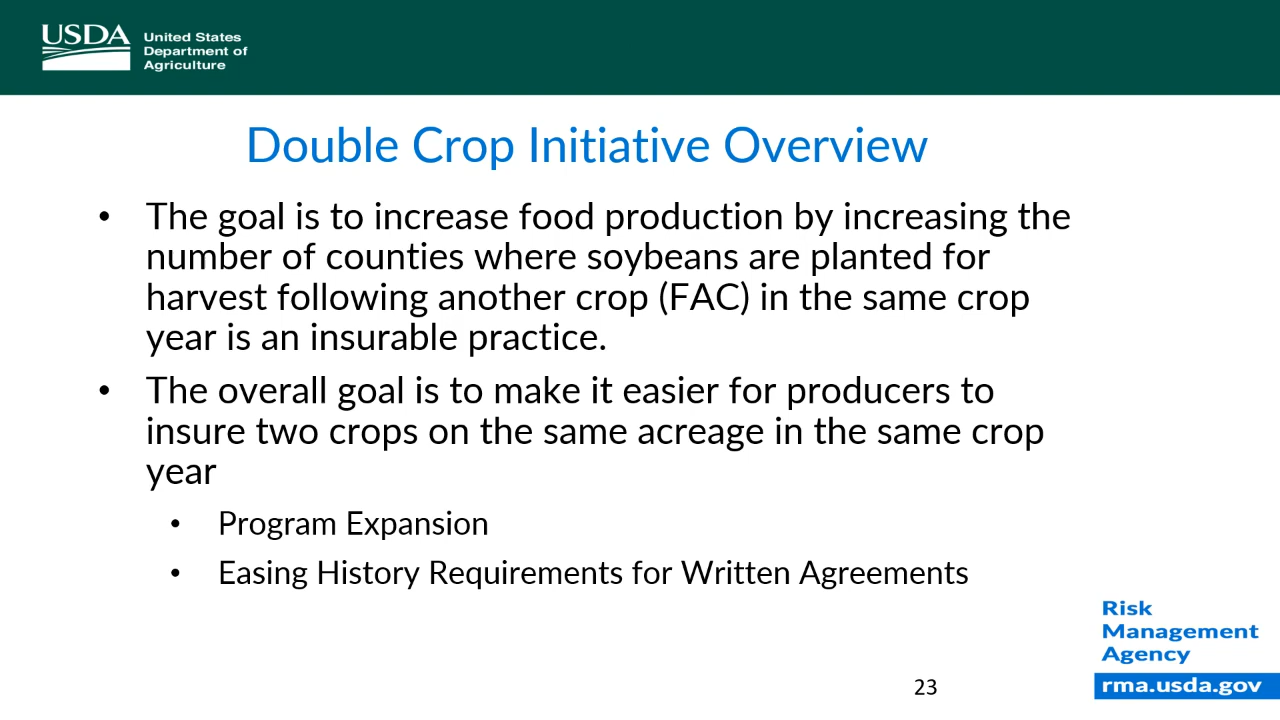 USDA
United States
Department of
Agriculture
Double Crop Initiative Overview
• The goal is to increase food production by increasing the
number of counties where soybeans are planted for
harvest following another crop (FAC) in the same crop
year is an insurable practice.
• The overall goal is to make it easier for producers to
insure two crops on the same acreage in the same crop
year
• Program Expansion
• Easing History Requirements for Written Agreements
Risk
Management
Agency
rma.usda.gov
23